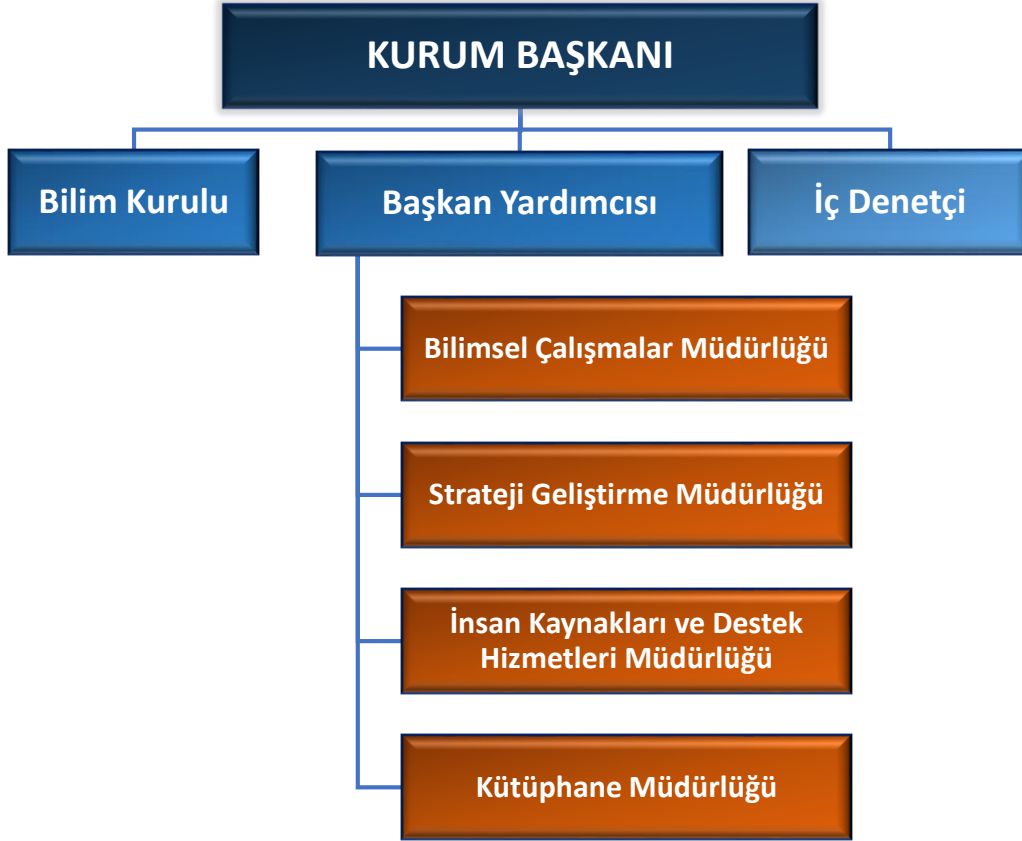 KURUM BAŞKANI
Bilim Kurulu
Başkan Yardımcısı
İç Denetçi
Bilimsel Çalışmalar Müdürlüğü
Strateji Geliştirme Müdürlüğü
İnsan Kaynakları ve Destek
Hizmetleri Müdürlüğü
Kütüphane Müdürlüğü